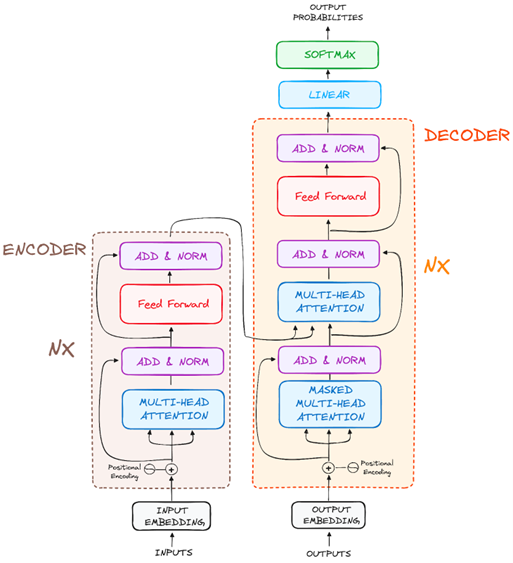 OUTPUT
PROBABILITIES
SOFTMAX
LINEAR
DECODER
ADD & NORM
Feed Forward
ADD & NORM
NX
MULTI-HEAD
ATTENTION
ADD & NORM
MASKED
MULTI-HEAD
ATTENTION
Positional
Encoding
OUTPUT
EMBEDDING
OUTPUTS
ENCODER
ADD & NORM
Feed Forward
NX
ADD & NORM
MULTI-HEAD
ATTENTION
Positional
Encoding
INPUT
EMBEDDING
INPUTS